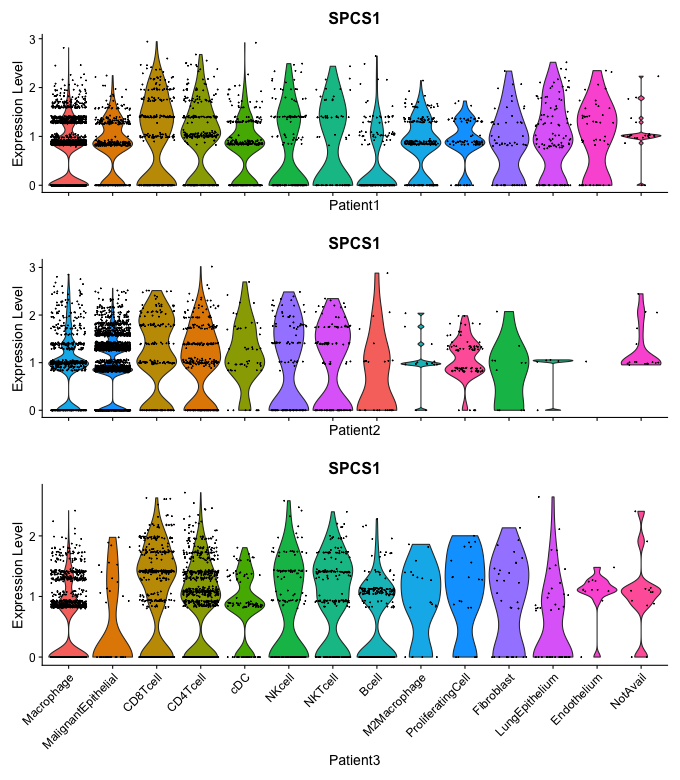 SPCS1
Expression Level
3
2
1
0
Patient1
SPCS1
Expression Level
3
2
1
0
Patient2
SPCS1
Expression Level
2
1
0
Macrophage
MalignantEpithelial
CD8Tcell
CD4Tcell
cDC
NKcell
NKTcell
Bcell
M2Macrophage
ProliferatingCell
Fibroblast
LungEpithelium
Endothelium
NotAvail
Patient3